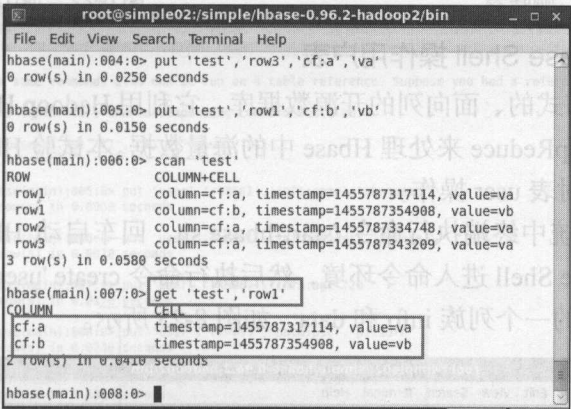 root@simple02:/simple/hbase-0.96.2-hadoop2/bin
File Edit View Search Terminal Help
hbase(main):004:0> put 'test','row3','cf:a','va'
0 row(s) in 0.0250 seconds
hbase(main):005:0> put 'test','row1','cf:b','vb'
0 row(s) in 0.0150 seconds
hbase(main):006:0> scan 'test'
ROW COLUMN+CELL
row1 column=cf:a, timestamp=1455787317114, value=va
row1 column=cf:b, timestamp=1455787354908, value=vb
row2 column=cf:a, timestamp=1455787334748, value=va
row3 column=cf:a, timestamp=1455787343209, value=va
3 row(s) in 0.0580 seconds
hbase(main):007:0> get 'test','row1'
COLUMN CELL
cf:a timestamp=1455787317114, value=va
cf:b timestamp=1455787354908, value=vb
2 row(s) in 0.0410 seconds
hbase(main):008:0>